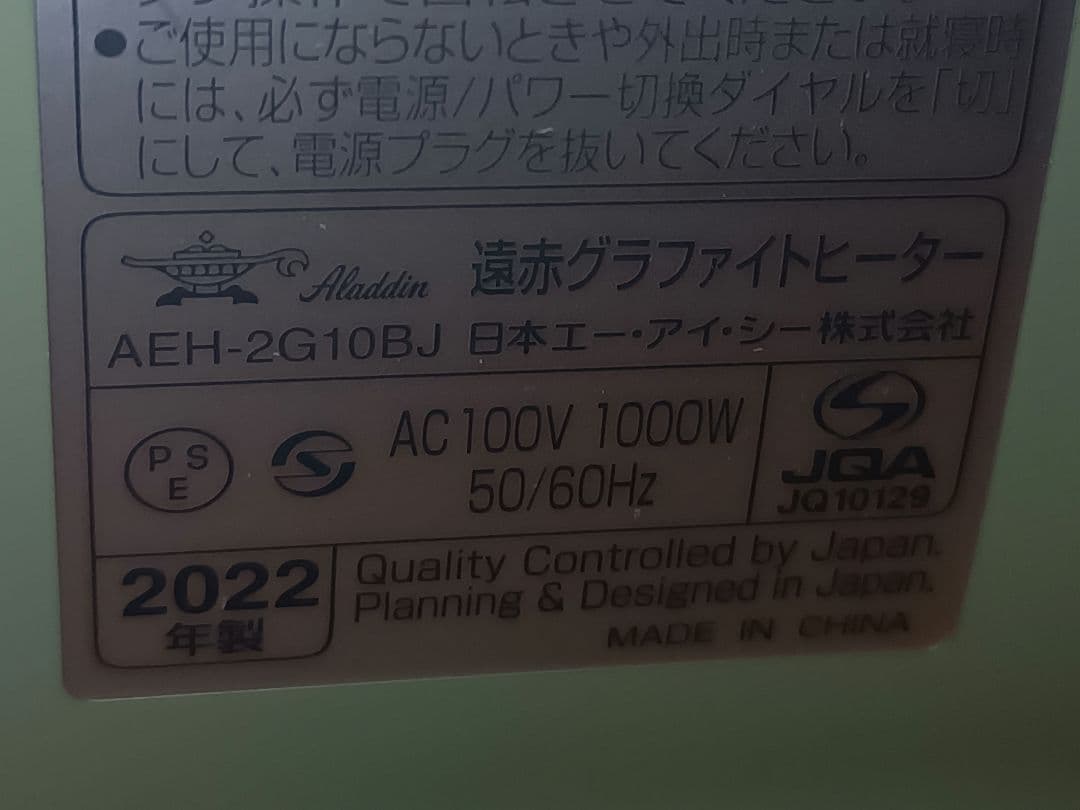 ●ご使用にならないときや外出時または就寝時
には、必ず電源/パワー切換ダイヤルを「切」
にして、電源プラグを抜いてください。
Aladdin 遠赤グラファイトヒーター
AEH-2G10BJ 日本エー・アイ・シー株式会社
PSE
AC100V 1000W
50/60Hz
JQA
JQ10129
2022
年製
Quality Controlled by Japan.
Planning & Designed in Japan.
MADE IN CHINA